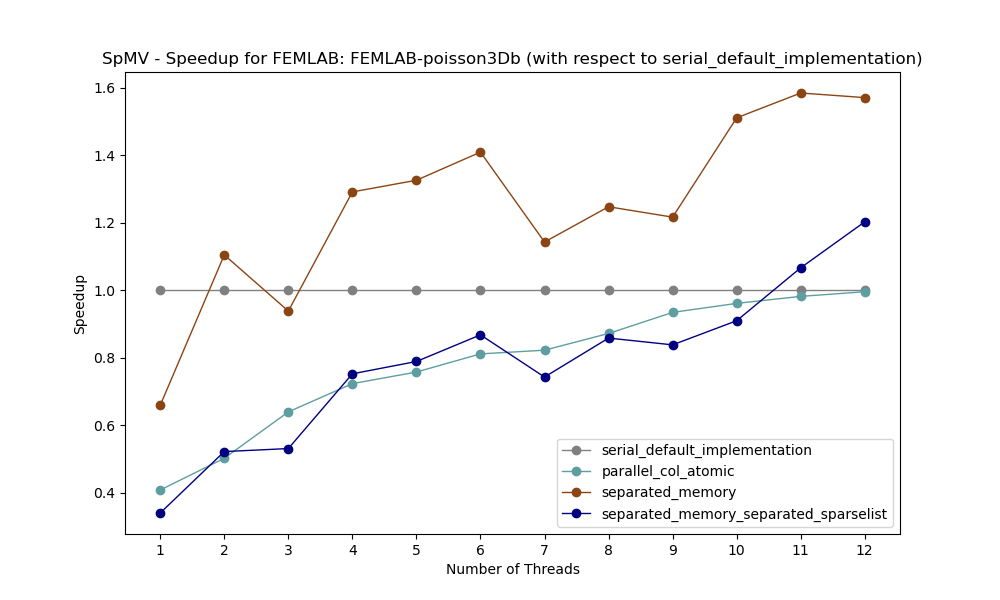 SpMV - Speedup for FEMLAB: FEMLAB-poisson3Db (with respect to serial_default_implementation)
1.6
1.4
1.2
1.0
0.8
0.6
0.4
Speedup
serial_default_implementation
parallel_col_atomic
separated_memory
separated_memory_separated_sparselist
1 2 3 4 5 6 7 8 9 10 11 12
Number of Threads